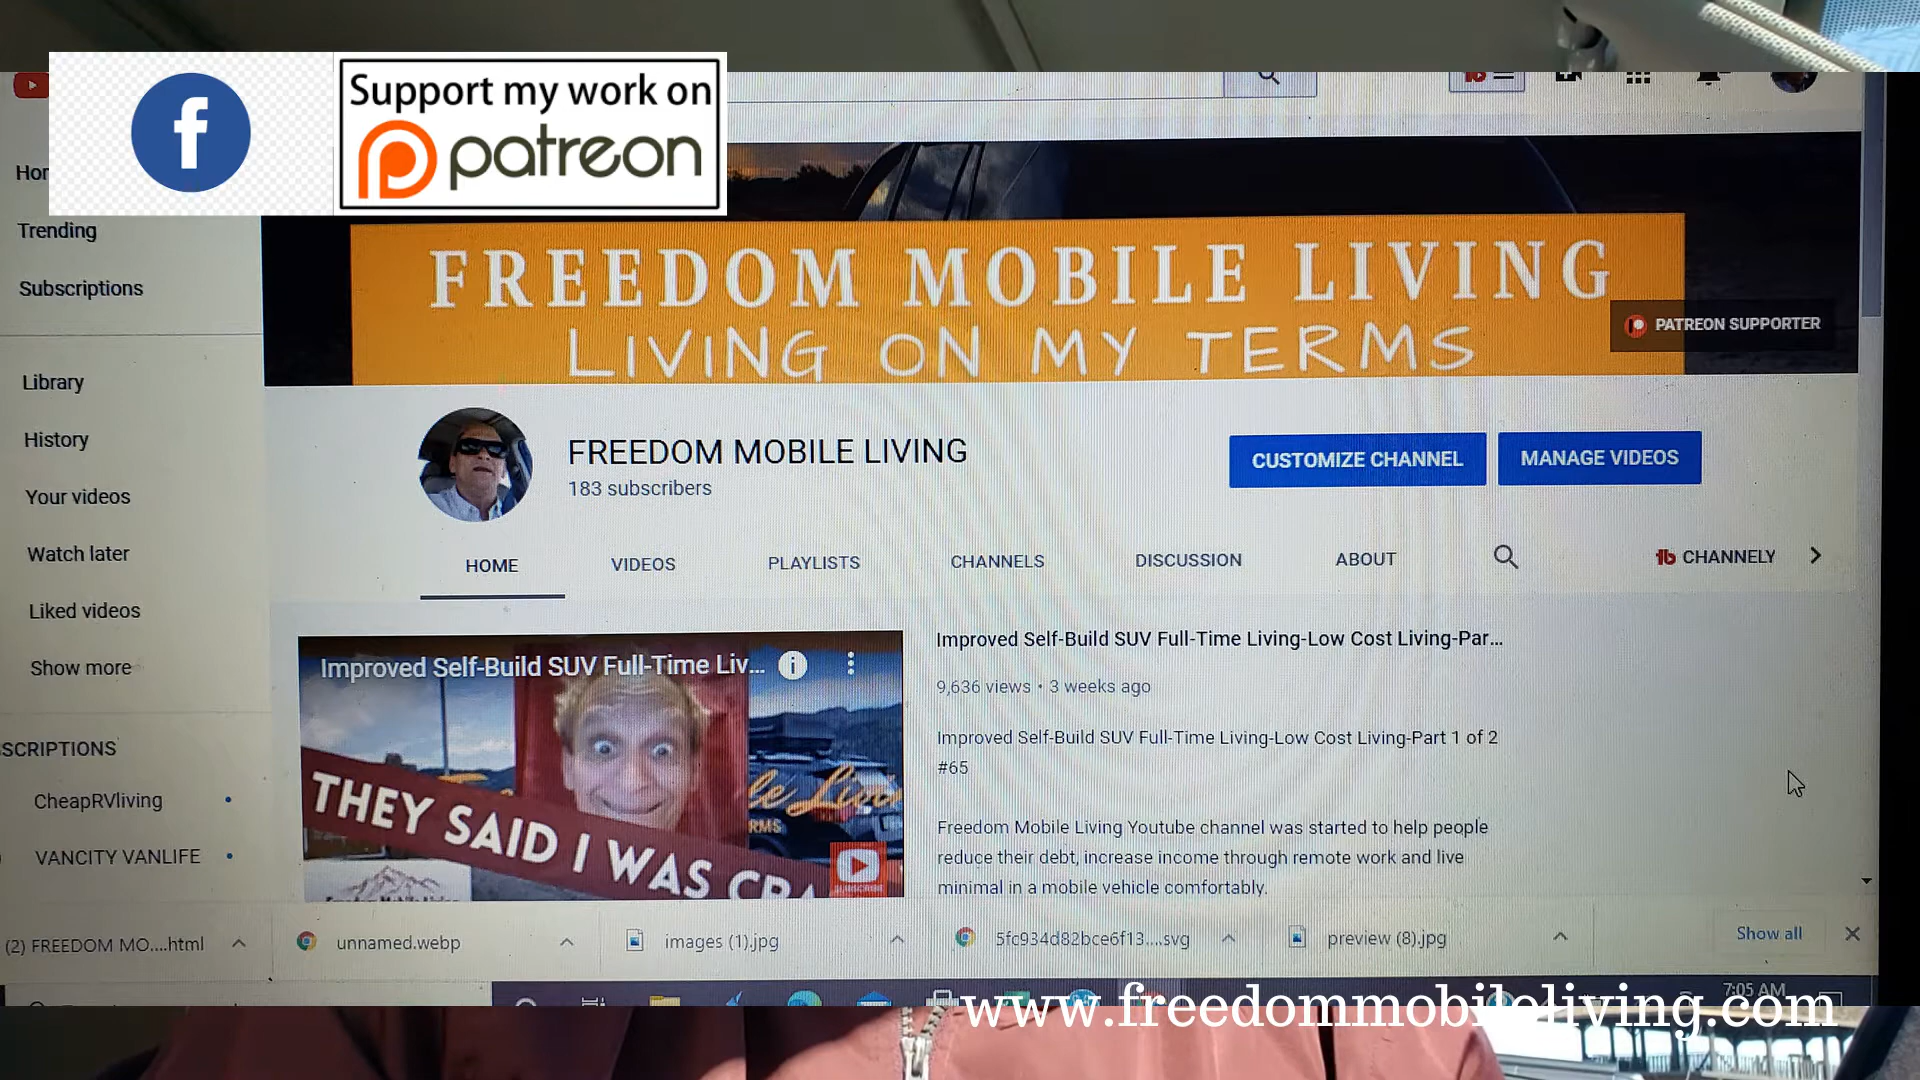 f
Support my work on
patreon
Trending
Subscriptions
Library
History
Your videos
Watch later
Liked videos
Show more
SCRIPTIONS
CheapRVliving
VANCITY VANLIFE
FREEDOM MOBILE LIVING
LIVING ON MY TERMS
PATREON SUPPORTER
FREEDOM MOBILE LIVING
183 subscribers
CUSTOMIZE CHANNEL
MANAGE VIDEOS
HOME VIDEOS PLAYLISTS CHANNELS DISCUSSION ABOUT CHANNELY
Improved Self-Build SUV Full-Time Liv...
THEY SAID I WAS CRA
RMS
SUBSCRIBE
Improved Self-Build SUV Full-Time Living-Low Cost Living-Par...
9,636 views • 3 weeks ago
Improved Self-Build SUV Full-Time Living-Low Cost Living-Part 1 of 2
#65
Freedom Mobile Living Youtube channel was started to help people
reduce their debt, increase income through remote work and live
minimal in a mobile vehicle comfortably.
(2) FREEDOM MO....html
unnamed.webp
images (1).jpg
5fc934d82bce6f13....svg
preview (8).jpg
Show all
7:05 AM
www.freedommobileliving.com